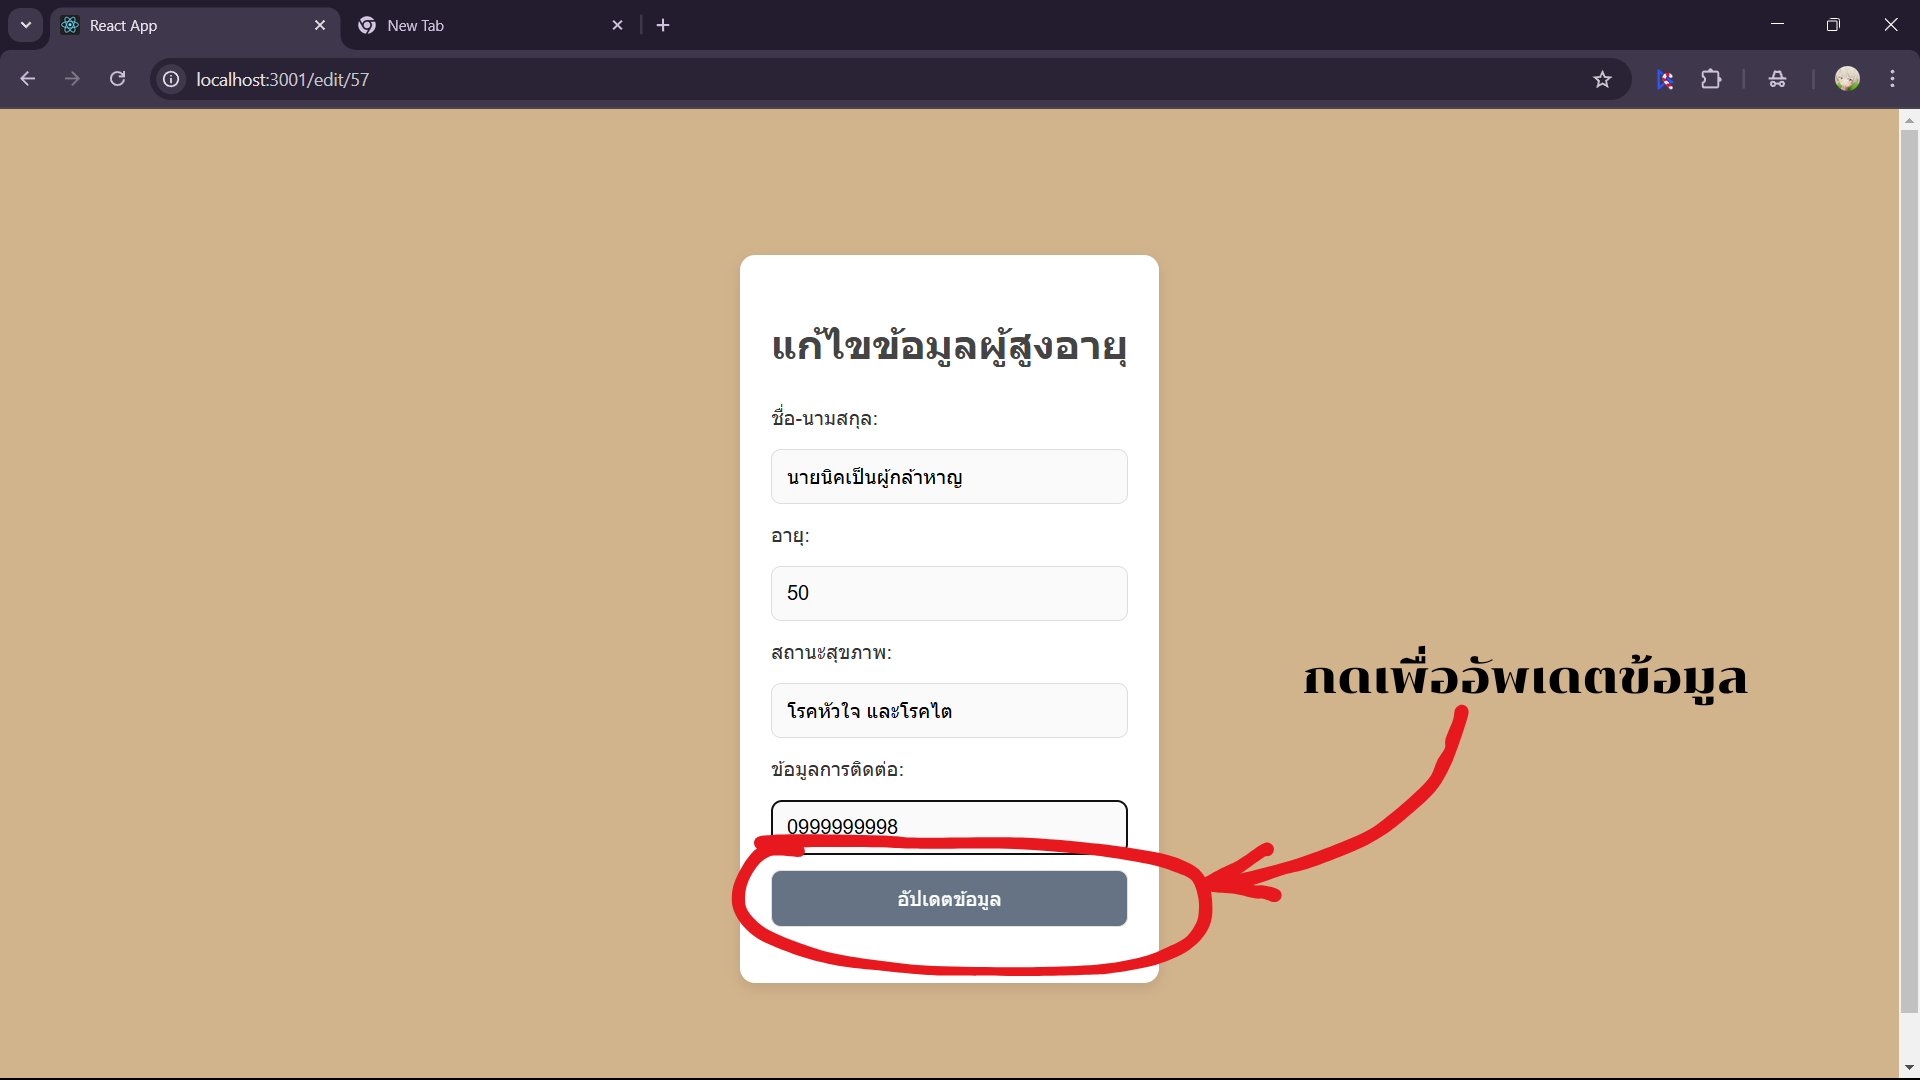 React App
New Tab
localhost:3001/edit/57
แก้ไขข้อมูลผู้สูงอายุ
ชื่อ-นามสกุล:
นายนิคเป็นผู้กล้าหาญ
อายุ:
50
สถานะสุขภาพ:
โรคหัวใจ และโรคไต
กดเพื่ออัพเดตข้อมูล
ข้อมูลการติดต่อ:
0999999998
อัปเดตข้อมูล